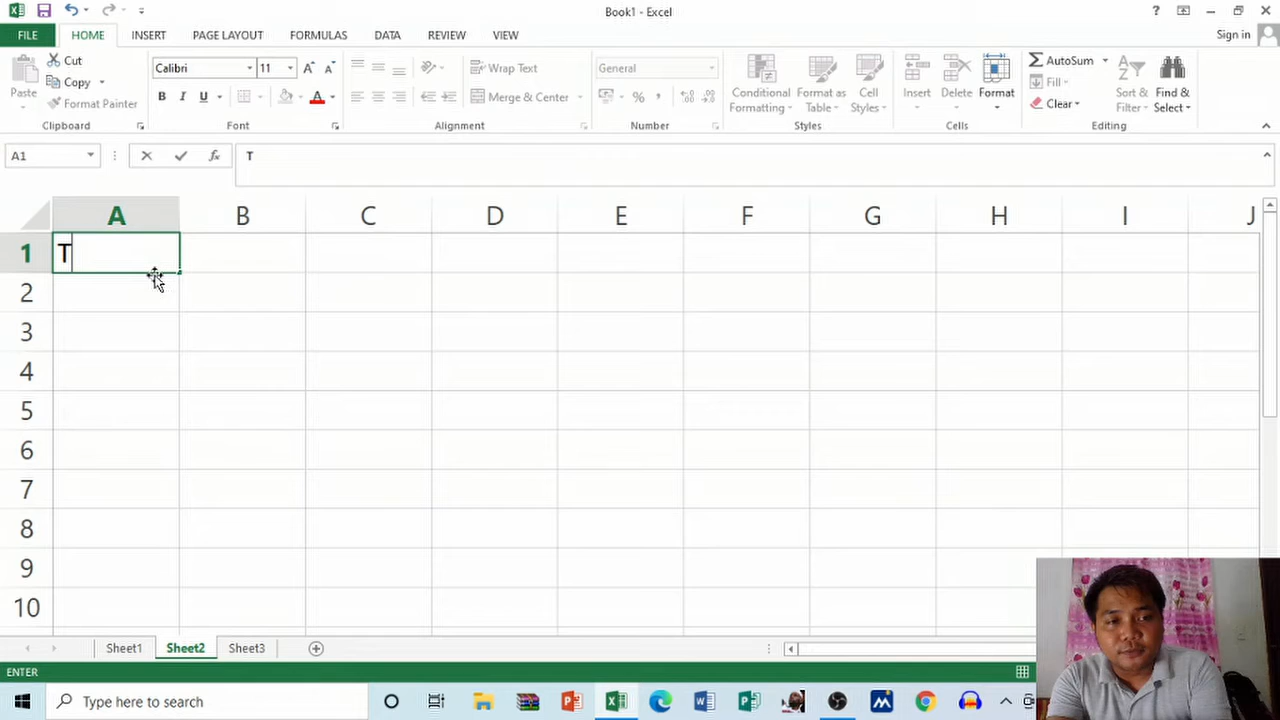 Book1 - Excel
?
Sign in
FILE
HOME
INSERT
PAGE LAYOUT
FORMULAS
DATA
REVIEW
VIEW
Paste
Cut
Copy
Format Painter
Clipboard
Calibri
11
B I U
Font
Wrap Text
Merge & Center
Alignment
General
%
,
Number
Conditional
Formatting
Format as
Table
Cell
Styles
Styles
Insert
Delete
Format
Cells
AutoSum
Fill
Clear
Sort &
Filter
Find &
Select
Editing
A1
fx
T
A B C D E F G H I J
1 T
2
3
4
5
6
7
8
9
10
Sheet1
Sheet2
Sheet3
ENTER
Type here to search